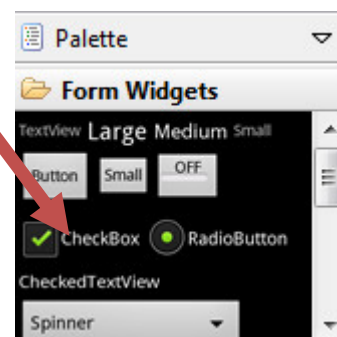 Palette
Form Widgets
TextView Large Medium Small
Button Small OFF
CheckBox RadioButton
CheckedTextView
Spinner